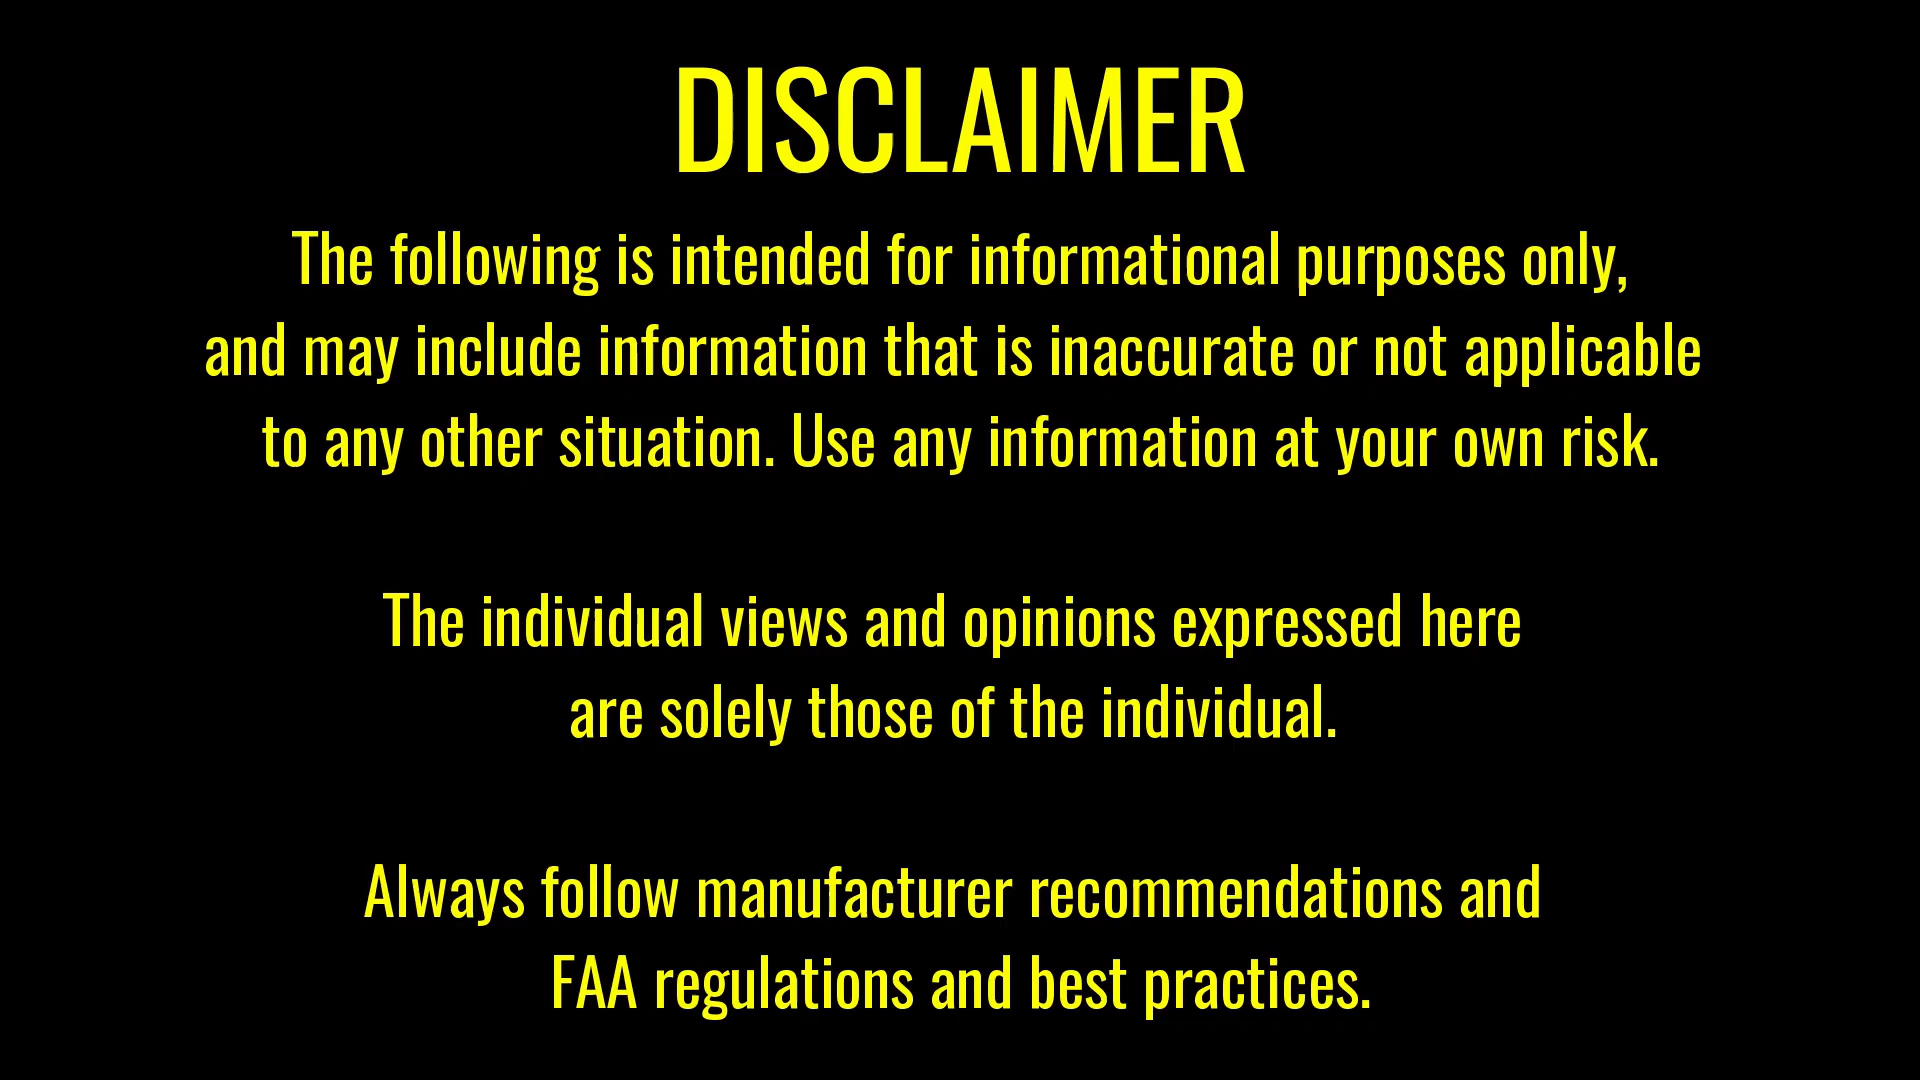 DISCLAIMER
The following is intended for informational purposes only,
and may include information that is inaccurate or not applicable
to any other situation. Use any information at your own risk.
The individual views and opinions expressed here
are solely those of the individual.
Always follow manufacturer recommendations and
FAA regulations and best practices.